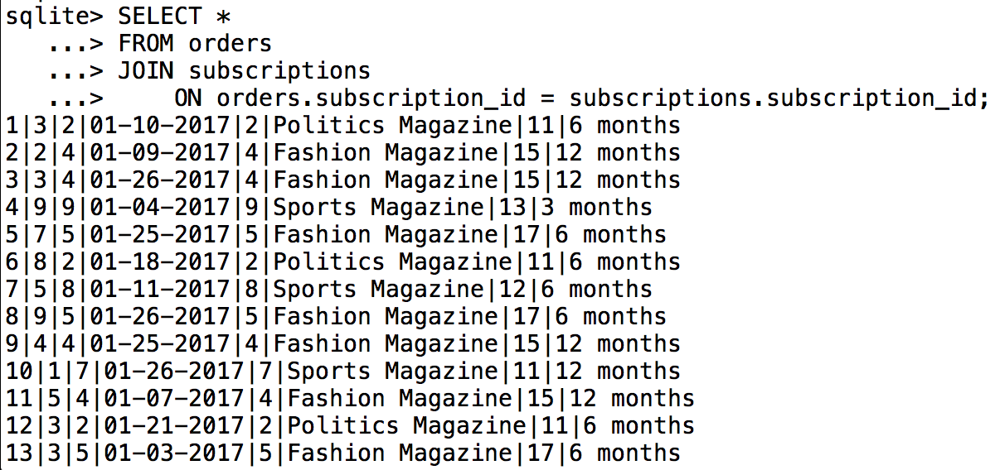 sqlite> SELECT *
   ...> FROM orders
   ...> JOIN subscriptions
   ...>     ON orders.subscription_id = subscriptions.subscription_id;
1|3|2|01-10-2017|2|Politics Magazine|11|6 months
2|2|4|01-09-2017|4|Fashion Magazine|15|12 months
3|3|4|01-26-2017|4|Fashion Magazine|15|12 months
4|9|9|01-04-2017|9|Sports Magazine|13|3 months
5|7|5|01-25-2017|5|Fashion Magazine|17|6 months
6|8|2|01-18-2017|2|Politics Magazine|11|6 months
7|5|8|01-11-2017|8|Sports Magazine|12|6 months
8|9|5|01-26-2017|5|Fashion Magazine|17|6 months
9|4|4|01-25-2017|4|Fashion Magazine|15|12 months
10|1|7|01-26-2017|7|Sports Magazine|11|12 months
11|5|4|01-07-2017|4|Fashion Magazine|15|12 months
12|3|2|01-21-2017|2|Politics Magazine|11|6 months
13|3|5|01-03-2017|5|Fashion Magazine|17|6 months